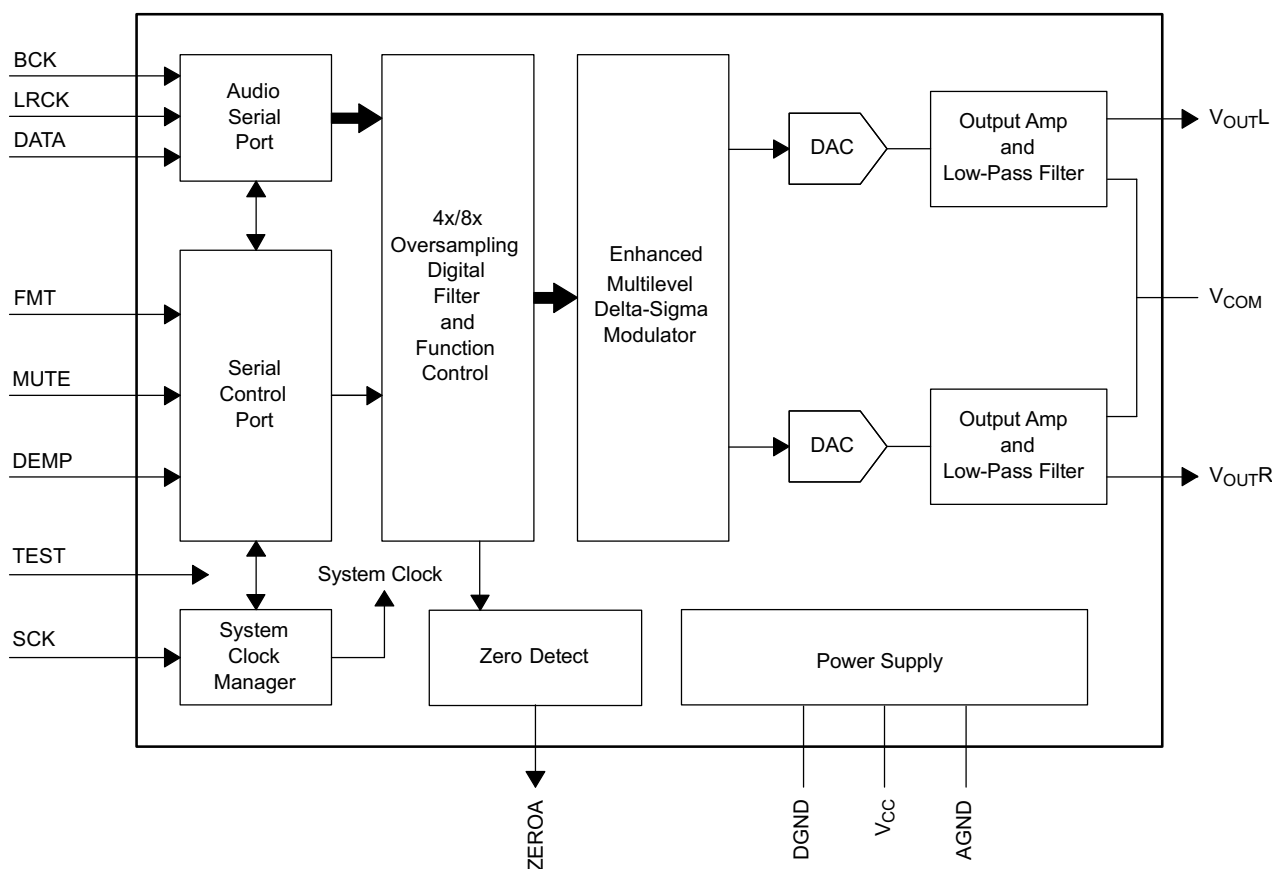 BCK
LRCK
DATA
Audio
Serial
Port
FMT
MUTE
DEMP
Serial
Control
Port
TEST
SCK
System
Clock
Manager
System Clock
4x/8x
Oversampling
Digital
Filter
and
Function
Control
Enhanced
Multilevel
Delta-Sigma
Modulator
DAC
Output Amp
and
Low-Pass Filter
VOUTL
VCOM
DAC
Output Amp
and
Low-Pass Filter
VOUTR
Zero Detect
Power Supply
ZEROA
DGND
VCC
AGND